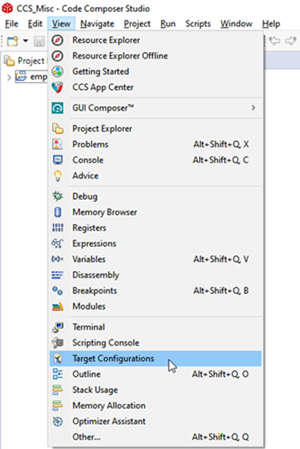 CCS_Misc - Code Composer Studio
File Edit View Navigate Project Run Scripts Window Help
Project
emp
Resource Explorer
Resource Explorer Offline
Getting Started
CCS App Center
GUI Composer™ >
Project Explorer
Problems Alt+Shift+Q, X
Console Alt+Shift+Q, C
Advice
Debug
Memory Browser
Registers
Expressions
Variables Alt+Shift+Q, V
Disassembly
Breakpoints Alt+Shift+Q, B
Modules
Terminal
Scripting Console
Target Configurations
Outline Alt+Shift+Q, O
Stack Usage
Memory Allocation
Optimizer Assistant
Other... Alt+Shift+Q, Q